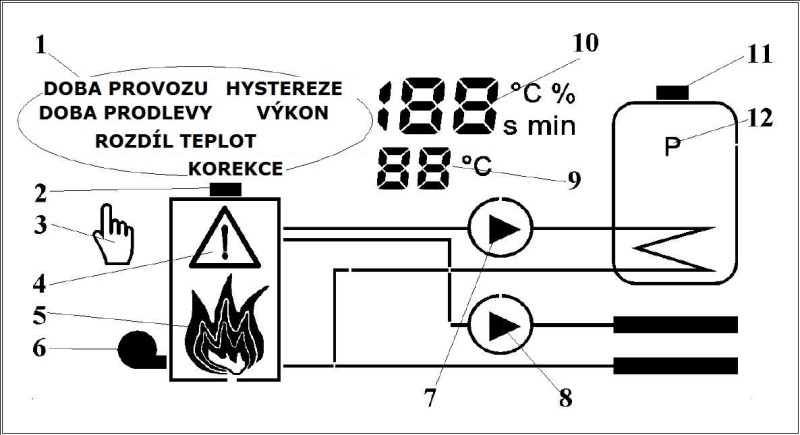 1
DOBA PROVOZU HYSTEREZE
DOBA PRODLEVY VÝKON
ROZDÍL TEPLOT
KOREKCE
2
3
4
5
6
188 °C %
s min
88 °C
10
9
11
12
P
7
8